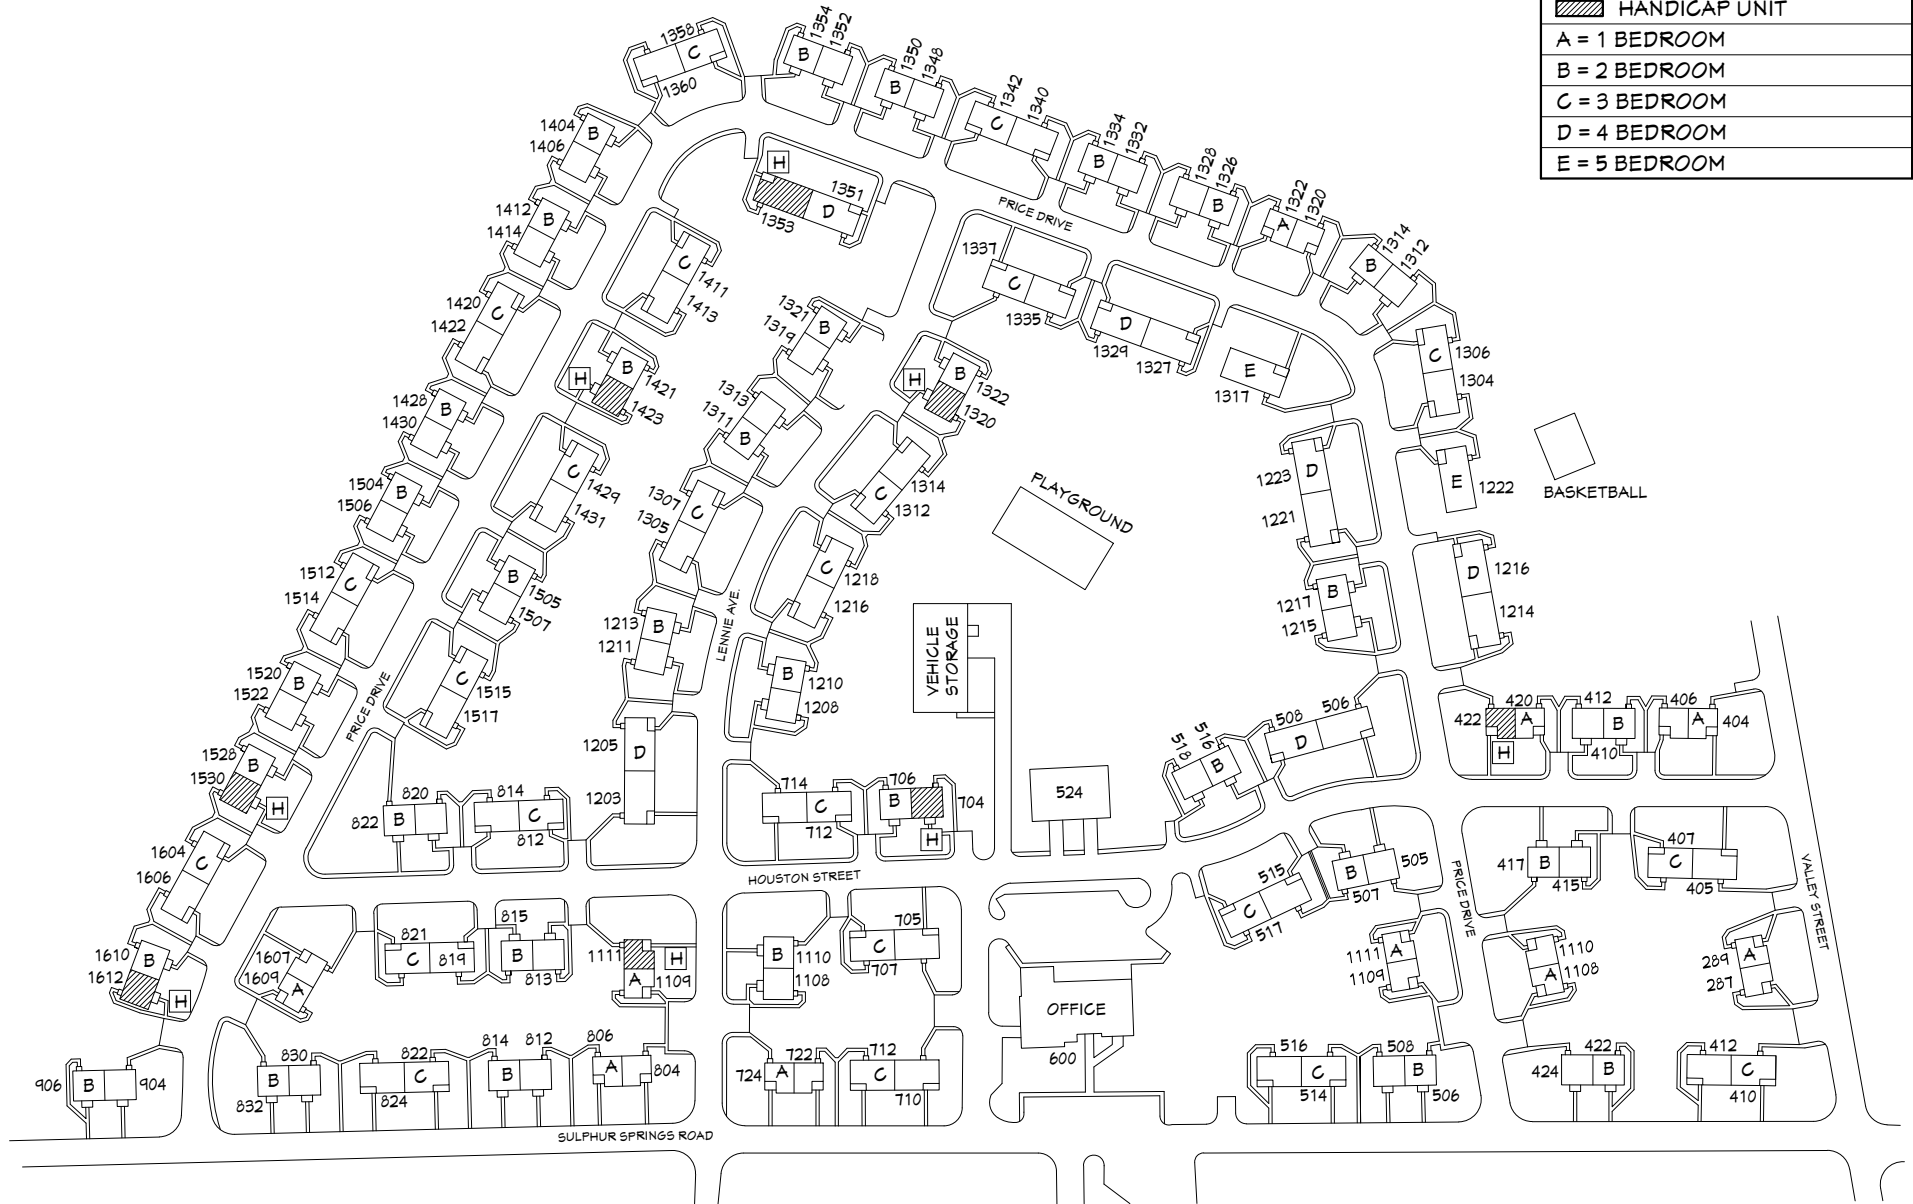 HANDICAP UNIT
A = 1 BEDROOM
B = 2 BEDROOM
C = 3 BEDROOM
D = 4 BEDROOM
E = 5 BEDROOM
1358
C
1360
1354
1352
B
1350
1348
B
1342
1340
C
1334
1332
B
1328
1326
B
1322
1320
A
1314
1312
B
1404
1406
B
H
1351
1353
D
PRICE DRIVE
1412
1414
B
1411
1413
C
1337
1335
C
1329
1327
D
1317
E
1306
1304
C
1420
1422
C
1321
1319
B
H
1421
1423
B
H
1322
1320
B
1428
1430
B
1313
1311
B
1429
1431
C
1314
1312
C
PLAYGROUND
1223
1221
D
1222
E
BASKETBALL
1504
1506
B
1307
1305
C
1505
1507
B
1218
1216
C
1217
1215
B
1216
1214
D
1512
1514
C
LENNIE AVE.
1213
1211
B
VEHICLE
STORAGE
1520
1522
B
PRICE DRIVE
1515
1517
C
1210
1208
B
1205
1203
D
518
516
B
508
506
D
422
420
A
H
412
410
B
406
404
A
1528
1530
B
H
822
820
B
814
812
C
714
712
C
706
704
B
H
524
1604
1606
C
HOUSTON STREET
515
517
C
505
507
B
PRICE DRIVE
417
415
B
407
405
C
VALLEY STREET
1610
1612
B
H
1607
1609
A
821
819
C
815
813
B
1111
1109
A
H
1110
1108
B
705
707
C
1111
1109
A
1110
1108
A
289
287
A
OFFICE
600
906
904
B
830
832
B
822
824
C
814
812
B
806
804
A
724
722
A
712
710
C
516
514
C
508
506
B
424
422
B
412
410
C
SULPHUR SPRINGS ROAD